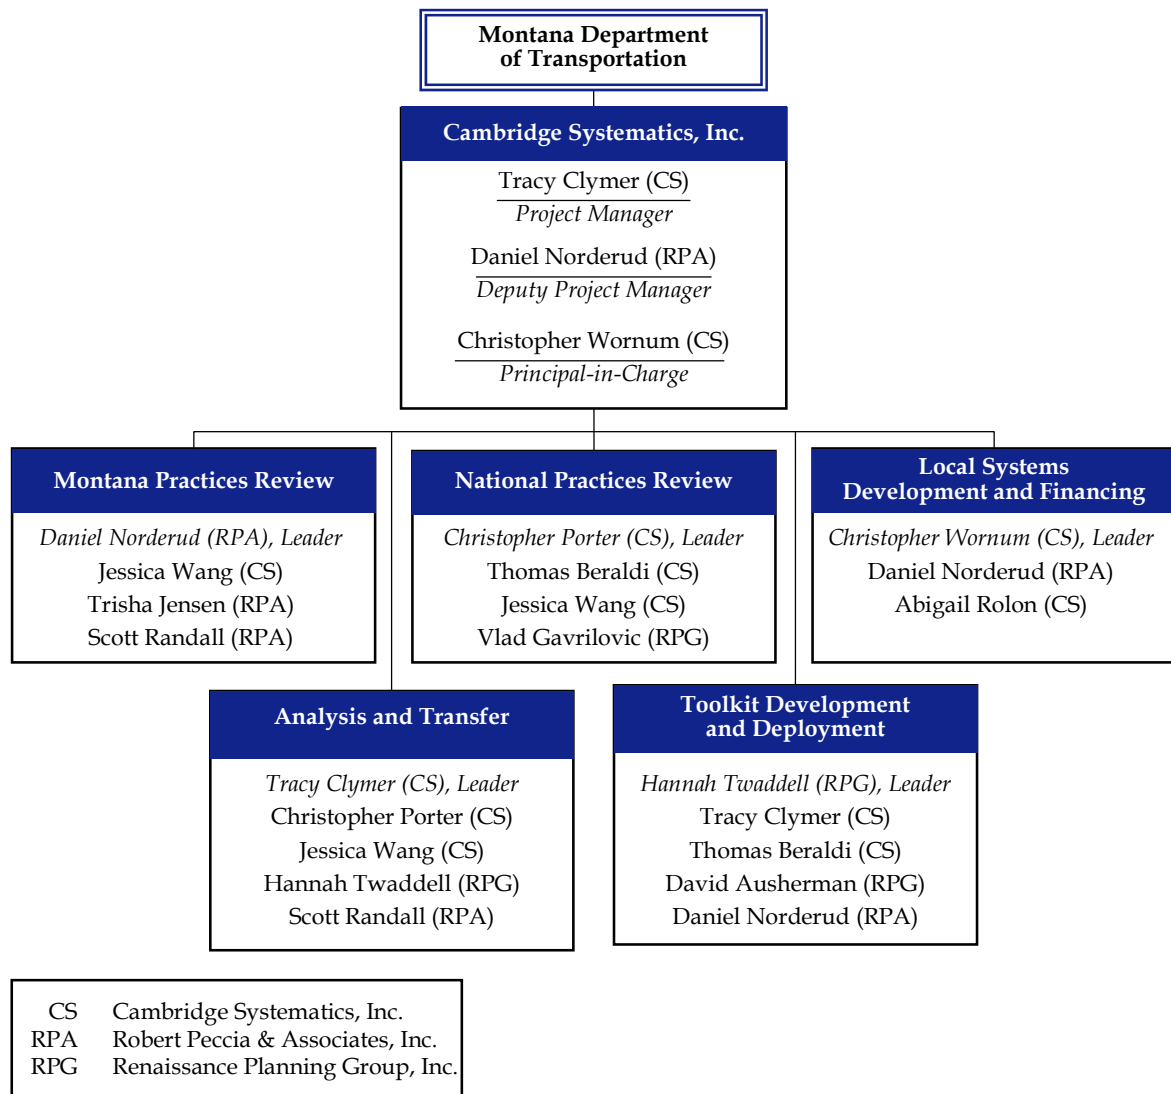 Montana Department
of Transportation
Cambridge Systematics, Inc.
Tracy Clymer (CS)
Project Manager
Daniel Norderud (RPA)
Deputy Project Manager
Christopher Wornum (CS)
Principal-in-Charge
Montana Practices Review
Daniel Norderud (RPA), Leader
Jessica Wang (CS)
Trisha Jensen (RPA)
Scott Randall (RPA)
National Practices Review
Christopher Porter (CS), Leader
Thomas Beraldi (CS)
Jessica Wang (CS)
Vlad Gavrilovic (RPG)
Local Systems
Development and Financing
Christopher Wornum (CS), Leader
Daniel Norderud (RPA)
Abigail Rolon (CS)
Analysis and Transfer
Tracy Clymer (CS), Leader
Christopher Porter (CS)
Jessica Wang (CS)
Hannah Twaddell (RPG)
Scott Randall (RPA)
Toolkit Development
and Deployment
Hannah Twaddell (RPG), Leader
Tracy Clymer (CS)
Thomas Beraldi (CS)
David Ausherman (RPG)
Daniel Norderud (RPA)
CS Cambridge Systematics, Inc.
RPA Robert Peccia & Associates, Inc.
RPG Renaissance Planning Group, Inc.